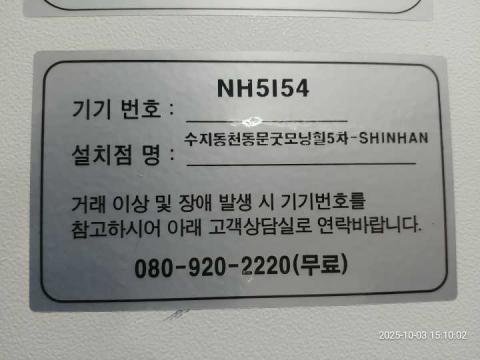 NH5154
기기 번호 :
수지동천동문굿모닝힐5차-SHINHAN
설치점 명 :
거래 이상 및 장애 발생 시 기기번호를
참고하시어 아래 고객상담실로 연락바랍니다.
080-920-2220(무료)
2025-10-03 15:10:02